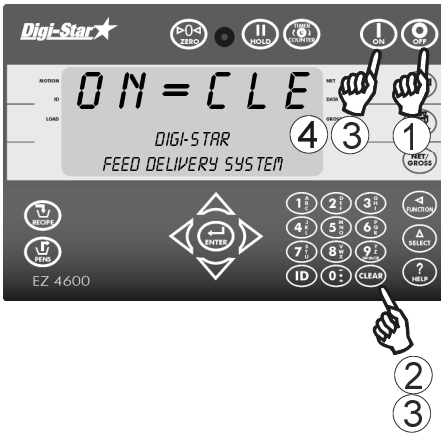 Digi-Star
ZERO
HOLD
TIMER
COUNTER
ON
OFF
MOTION
ID
LOAD
ON=CLE
DIGI-STAR
FEED DELIVERY SYSTEM
NET
DATA
GROSS
4 3 1
NET/
GROSS
RECIPE
PENS
ENTER
1 A B C 2 D E F 3 G H I
4 J K L 5 M N O 6 P Q R
7 S T U 8 V W X 9 Y Z SPACE
ID 0 CLEAR
FUNCTION
SELECT
?
HELP
EZ 4600
2
3